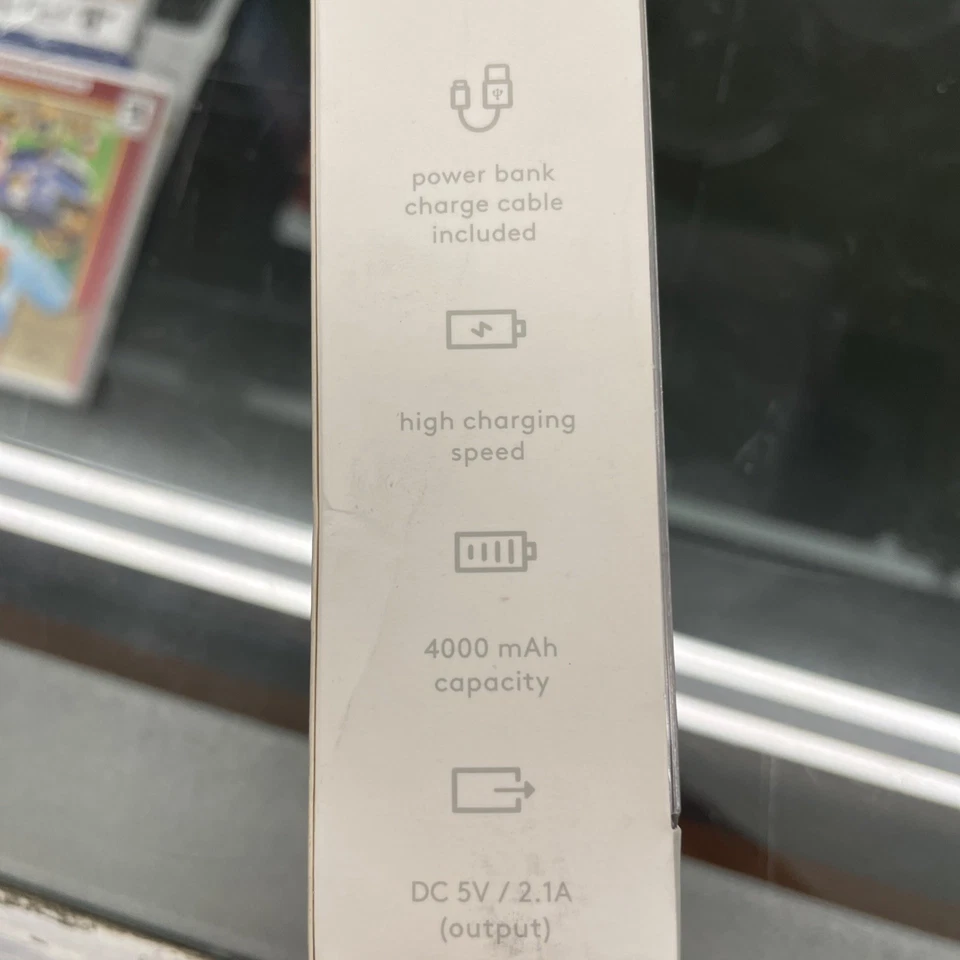 power bank
charge cable
included
high charging
speed
4000 mAh
capacity
DC 5V / 2.1A
(output)